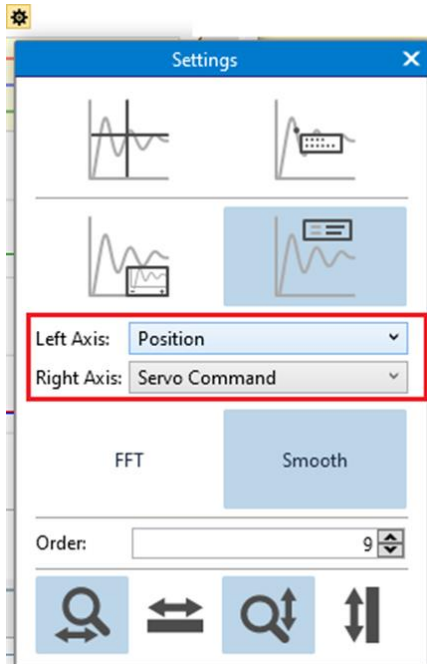 Settings
Left Axis: Position
Right Axis: Servo Command
FFT Smooth
Order: 9